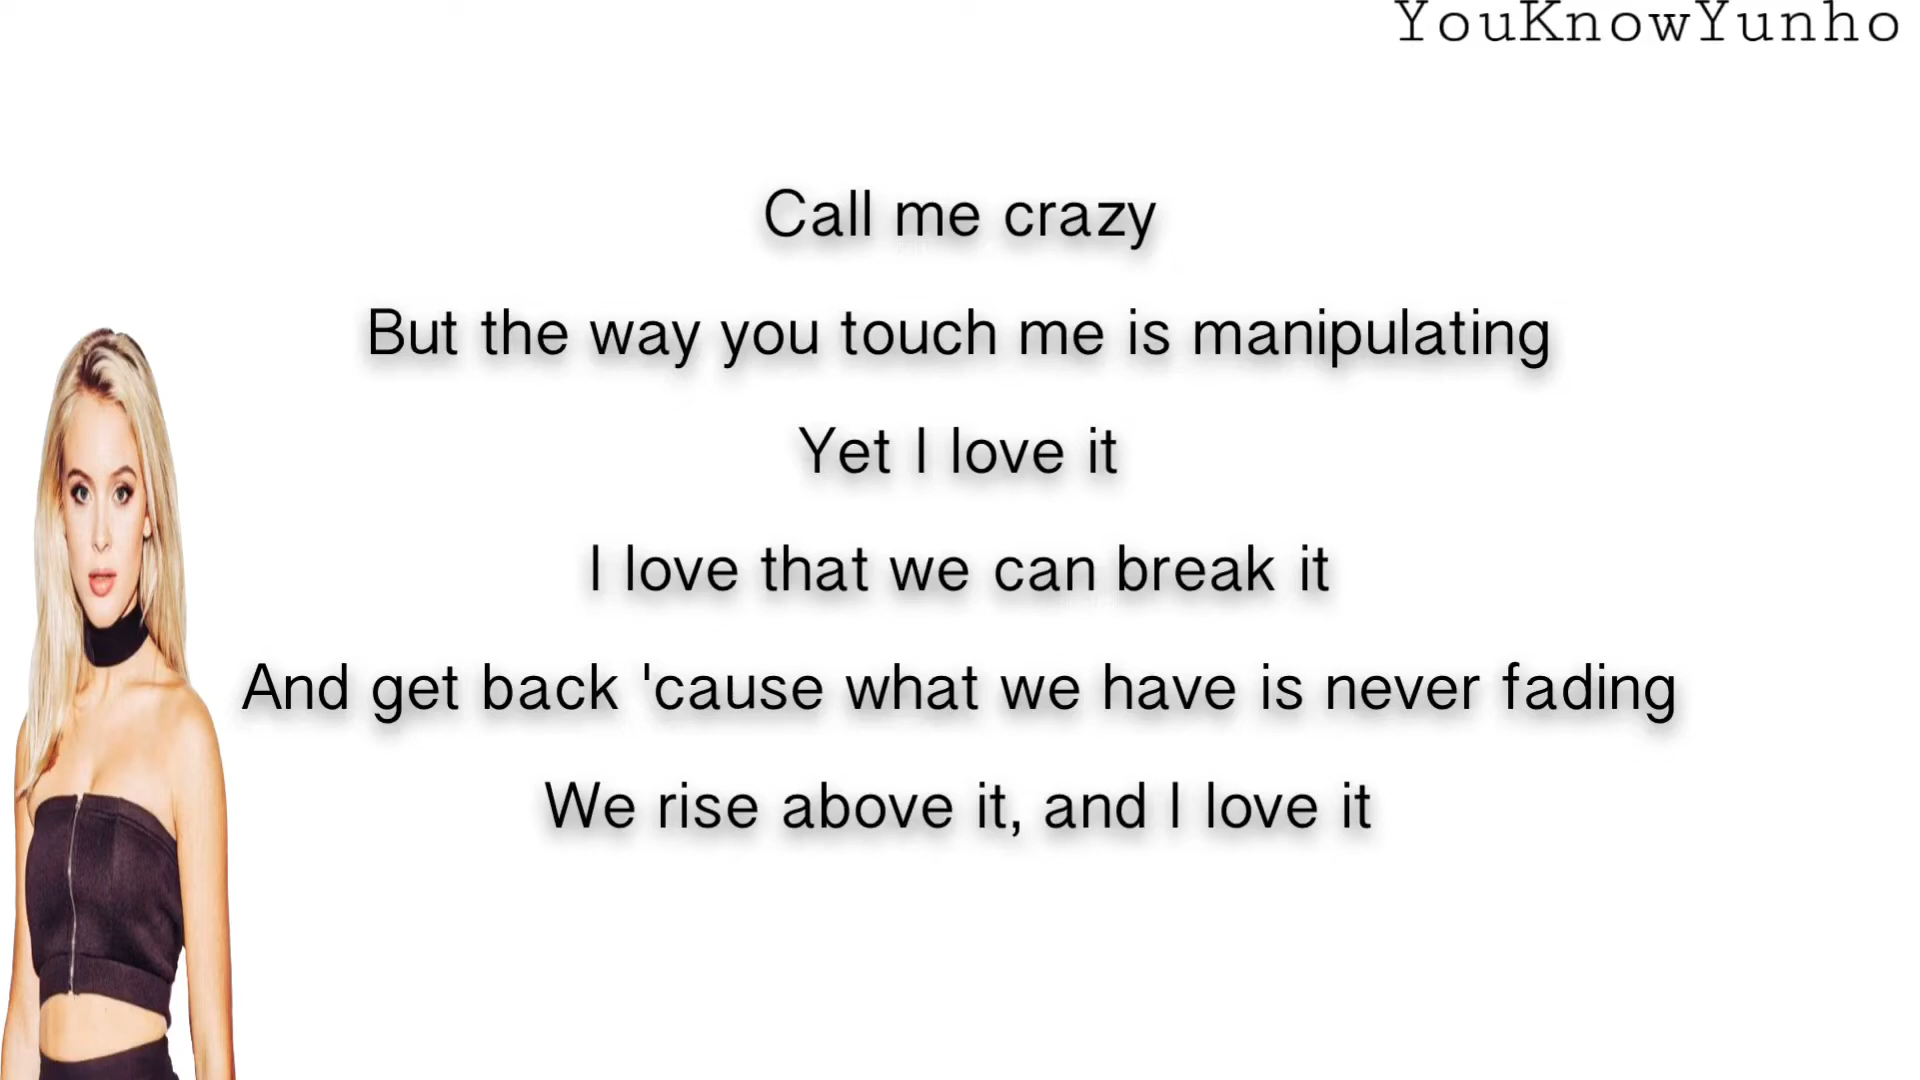 YouKnowYunho
Call me crazy
But the way you touch me is manipulating
Yet I love it
I love that we can break it
And get back 'cause what we have is never fading
We rise above it, and I love it